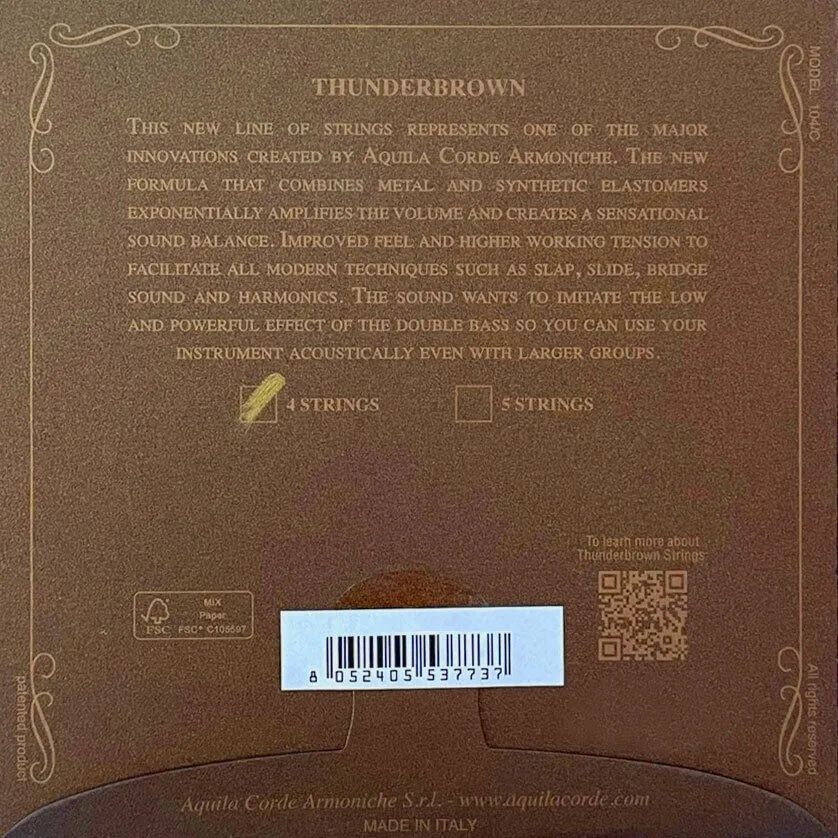 THUNDERBROWN
THIS NEW LINE OF STRINGS REPRESENTS ONE OF THE MAJOR
INNOVATIONS CREATED BY AQUILA CORDE ARMONICHE. THE NEW
FORMULA THAT COMBINES METAL AND SYNTHETIC ELASTOMERS
EXPONENTIALLY AMPLIFIES THE VOLUME AND CREATES A SENSATIONAL
SOUND BALANCE. IMPROVED FEEL AND HIGHER WORKING TENSION TO
FACILITATE ALL MODERN TECHNIQUES SUCH AS SLAP, SLIDE, BRIDGE
SOUND AND HARMONICS. THE SOUND WANTS TO IMITATE THE LOW
AND POWERFUL EFFECT OF THE DOUBLE BASS SO YOU CAN USE YOUR
INSTRUMENT ACOUSTICALLY EVEN WITH LARGER GROUPS.
4 STRINGS
5 STRINGS
MODEL 104/C
To learn more about
Thunderbrown Strings
FSC
MIX
Paper
FSC® C105597
8 052405 537737
patented product
All rights reserved
Aquila Corde Armoniche S.r.l. - www.aquilacorde.com
MADE IN ITALY